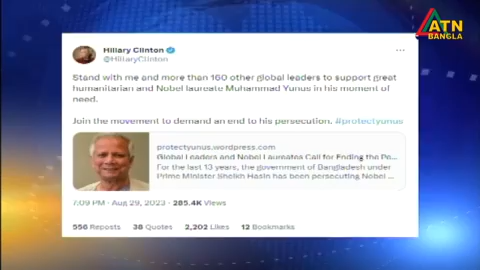 ATN
BANGLA
Hillary Clinton
@HillaryClinton
Stand with me and more than 160 other global leaders to support great
humanitarian and Nobel laureate Muhammad Yunus in his moment of
need.
Join the movement to demand an end to his persecution. #protectyunus
protectyunus.wordpress.com
Global Leaders and Nobel Laureates Call for Ending the Po...
For the last 13 years, the government of Bangladesh under
Prime Minister Sheikh Hasin has been persecuting Nobel ...
7:09 PM · Aug 29, 2023 · 285.4K Views
556 Reposts 38 Quotes 2,202 Likes 12 Bookmarks